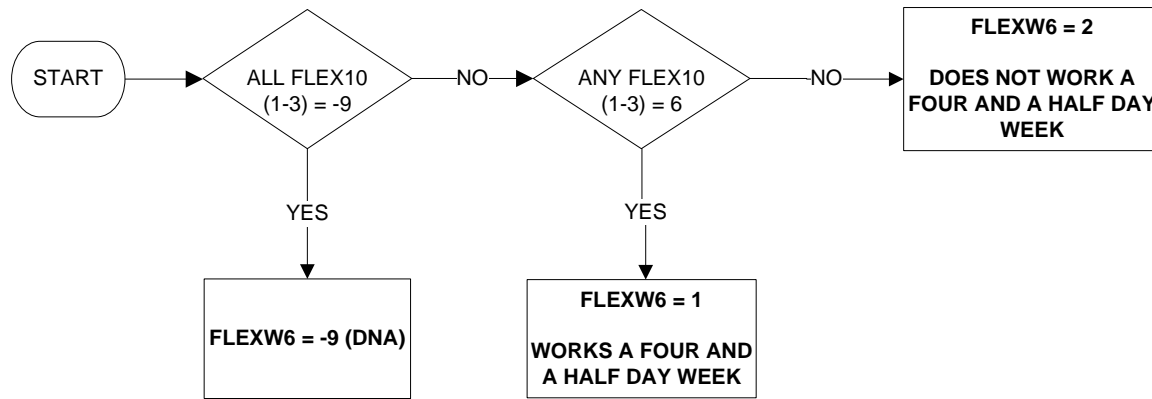 START
ALL FLEX10
(1-3) = -9
NO
ANY FLEX10
(1-3) = 6
NO
FLEXW6 = 2
DOES NOT WORK A
FOUR AND A HALF DAY
WEEK
YES
YES
FLEXW6 = -9 (DNA)
FLEXW6 = 1
WORKS A FOUR AND
A HALF DAY WEEK